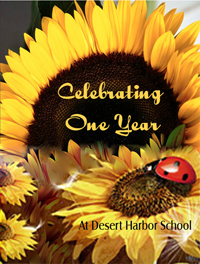 Celebrating
One Year
At Desert Harbor School